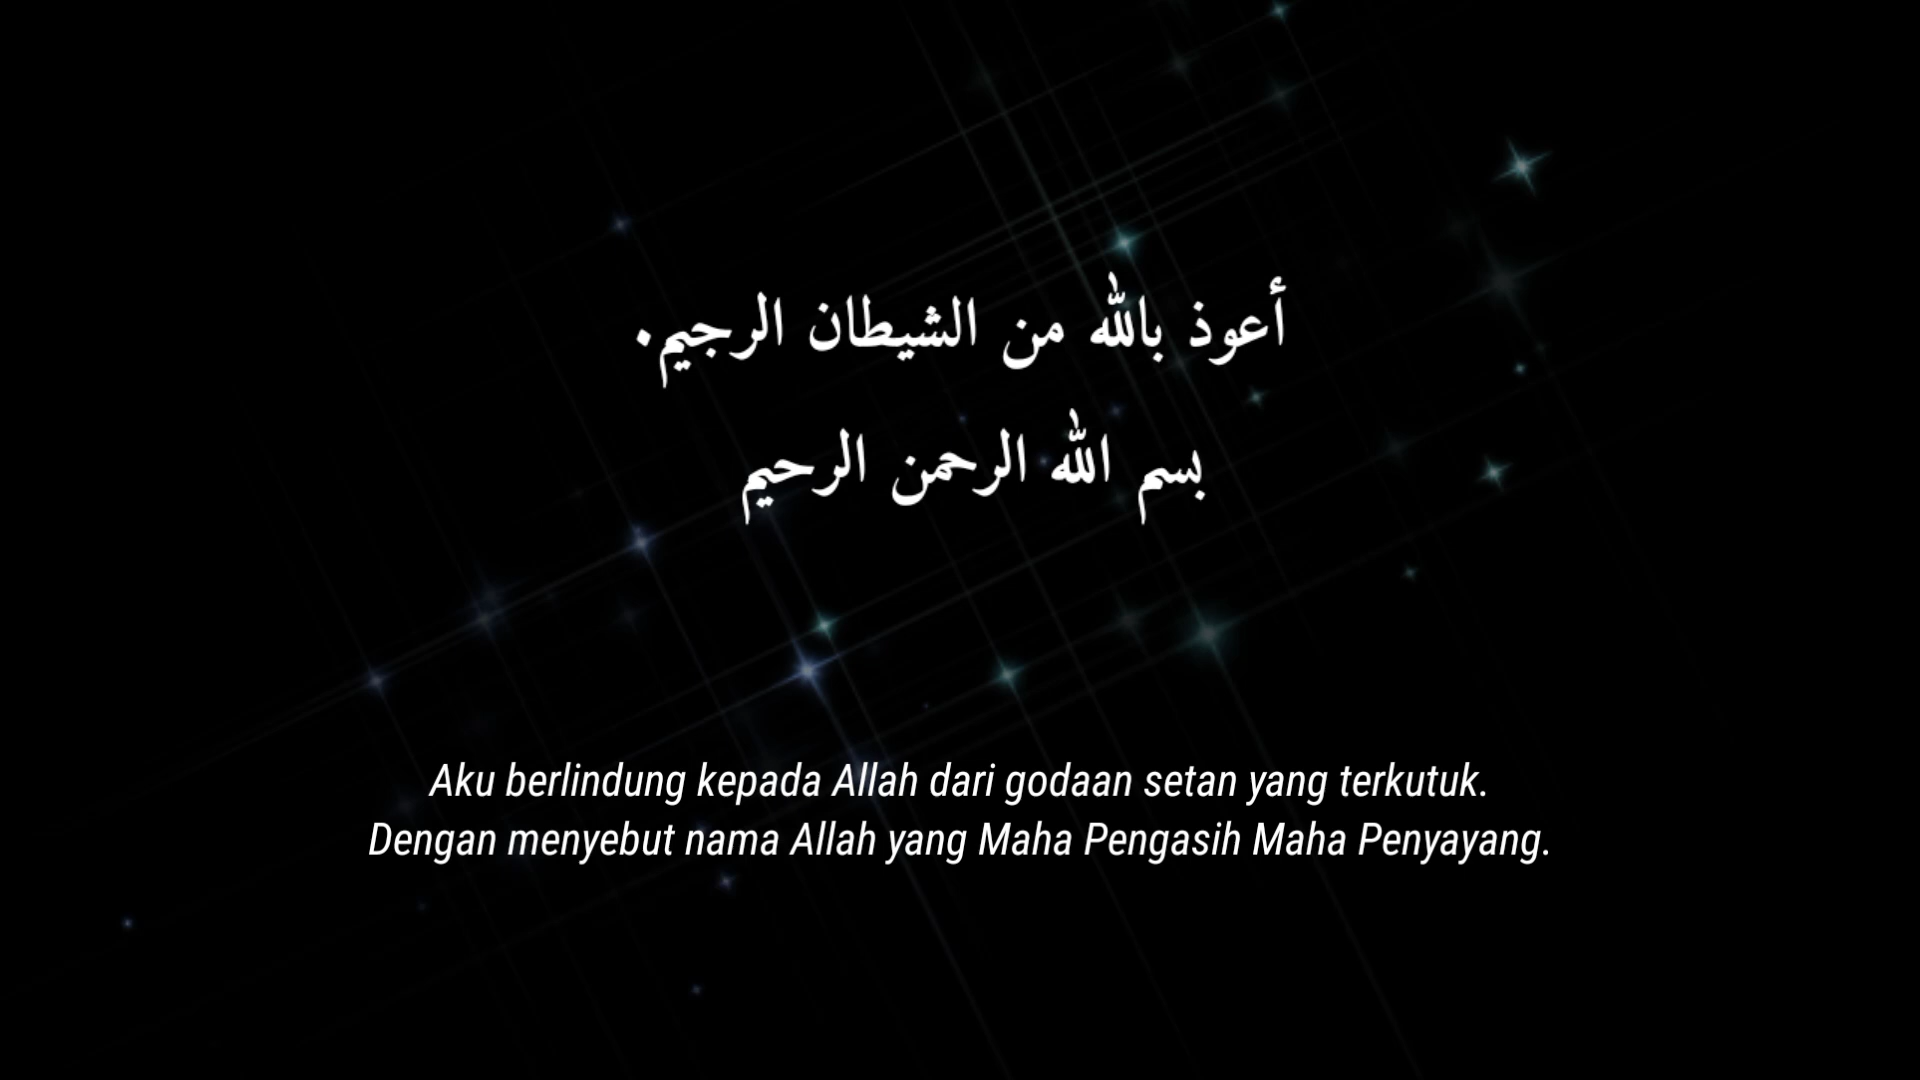 أعوذ بالله من الشيطان الرجيم.
بسم الله الرحمن الرحيم
Aku berlindung kepada Allah dari godaan setan yang terkutuk.
Dengan menyebut nama Allah yang Maha Pengasih Maha Penyayang.